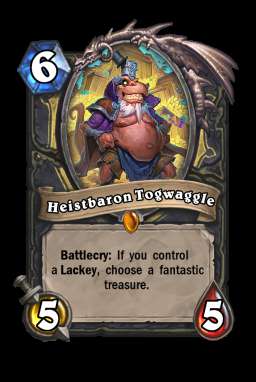 6
Heistbaron Togwaggle
Battlecry: If you control
a Lackey, choose a fantastic
treasure.
5
5